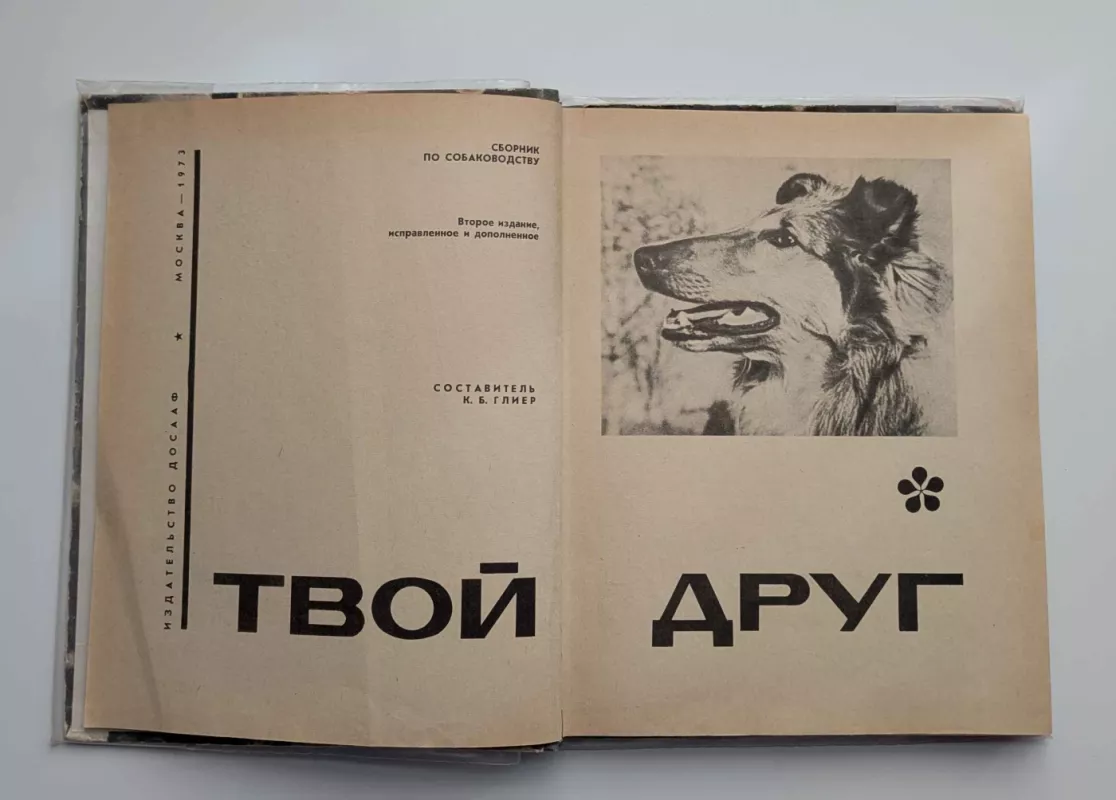 СБОРНИК
ПО СОБАКОВОДСТВУ
Второе издание,
исправленное и дополненное
СОСТАВИТЕЛЬ
К. Б. ГЛИЕР
ИЗДАТЕЛЬСТВО ДОСААФ ★ МОСКВА—1973
ТВОЙ ДРУГ